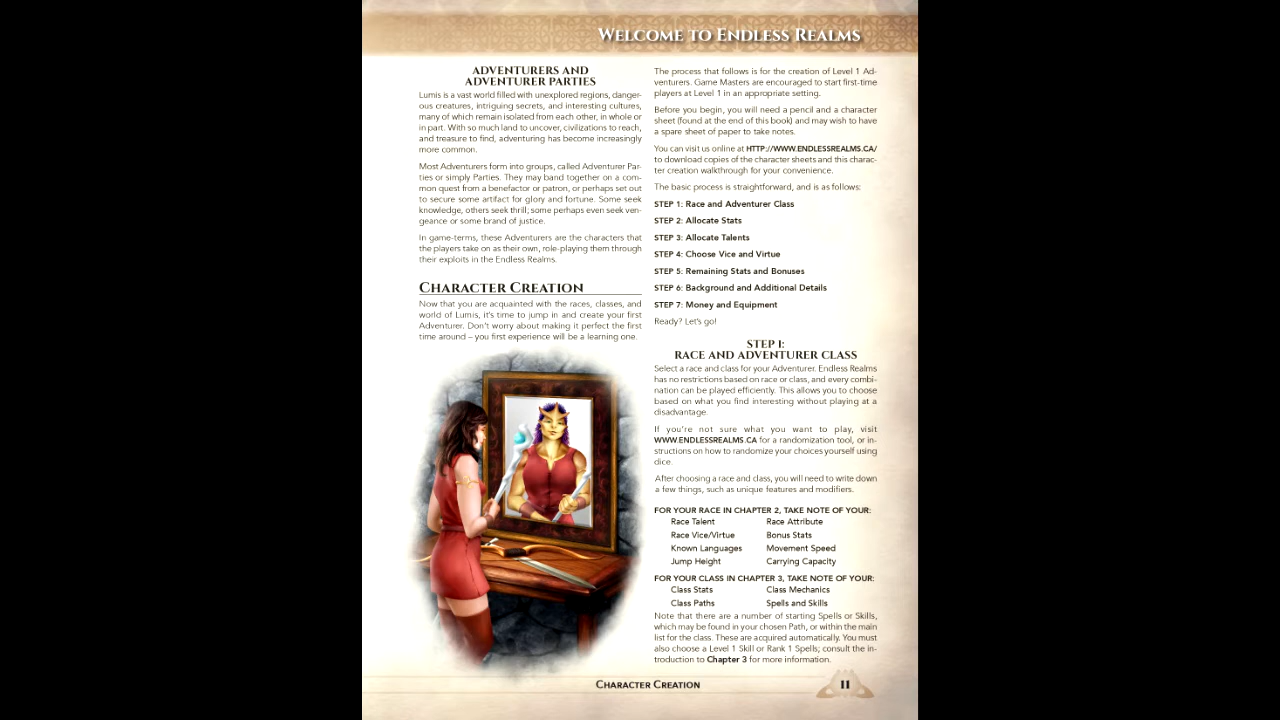 Welcome to Endless Realms
ADVENTURERS AND
ADVENTURER PARTIES
Lumis is a vast world filled with unexplored regions, danger-
ous creatures, intriguing secrets, and interesting cultures,
many of which remain isolated from each other, in whole or
in part. With so much land to uncover, civilizations to reach,
and treasure to find, adventuring has become increasingly
more common.
Most Adventurers form into groups, called Adventurer Par-
ties or simply Parties. They may band together on a com-
mon quest from a benefactor or patron, or perhaps set out
to secure some artifact for glory and fortune. Some seek
knowledge, others seek thrill; some perhaps even seek ven-
geance or some brand of justice.
In game-terms, these Adventurers are the characters that
the players take on as their own, role-playing them through
their exploits in the Endless Realms.
Character Creation
Now that you are acquainted with the races, classes, and
world of Lumis, it's time to jump in and create your first
Adventurer. Don't worry about making it perfect the first
time around – you first experience will be a learning one.
The process that follows is for the creation of Level 1 Ad-
venturers. Game Masters are encouraged to start first-time
players at Level 1 in an appropriate setting.
Before you begin, you will need a pencil and a character
sheet (found at the end of this book) and may wish to have
a spare sheet of paper to take notes.
You can visit us online at HTTP://WWW.ENDLESSREALMS.CA/
to download copies of the character sheets and this charac-
ter creation walkthrough for your convenience.
The basic process is straightforward, and is as follows:
STEP 1: Race and Adventurer Class
STEP 2: Allocate Stats
STEP 3: Allocate Talents
STEP 4: Choose Vice and Virtue
STEP 5: Remaining Stats and Bonuses
STEP 6: Background and Additional Details
STEP 7: Money and Equipment
Ready? Let's go!
STEP 1:
RACE AND ADVENTURER CLASS
Select a race and class for your Adventurer. Endless Realms
has no restrictions based on race or class, and every combi-
nation can be played efficiently. This allows you to choose
based on what you find interesting without playing at a
disadvantage.
If you're not sure what you want to play, visit
WWW.ENDLESSREALMS.CA for a randomization tool, or in-
structions on how to randomize your choices yourself using
dice.
After choosing a race and class, you will need to write down
a few things, such as unique features and modifiers.
FOR YOUR RACE IN CHAPTER 2, TAKE NOTE OF YOUR:
Race Talent Race Attribute
Race Vice/Virtue Bonus Stats
Known Languages Movement Speed
Jump Height Carrying Capacity
FOR YOUR CLASS IN CHAPTER 3, TAKE NOTE OF YOUR:
Class Stats Class Mechanics
Class Paths Spells and Skills
Note that there are a number of starting Spells or Skills,
which may be found in your chosen Path, or within the main
list for the class. These are acquired automatically. You must
also choose a Level 1 Skill or Rank 1 Spells; consult the in-
troduction to Chapter 3 for more information.
Character Creation
11